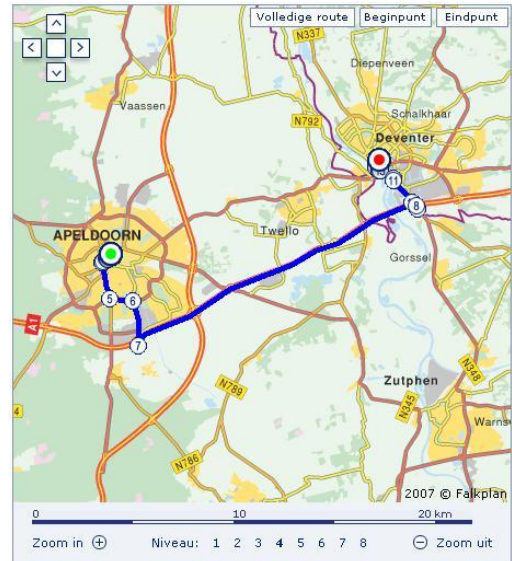 Volledige route Beginpunt Eindpunt
N337
Diepenveen
Vaassen
Schalkhaar
N792
Deventer
11
8
APELDOORN
Twello
Gorssel
5 6
A1
7
Zutphen
N348
N789
N345
4
Warns
N786
2007 © Falkplan
0 10 20 km
Zoom in Niveau: 1 2 3 4 5 6 7 8 Zoom uit